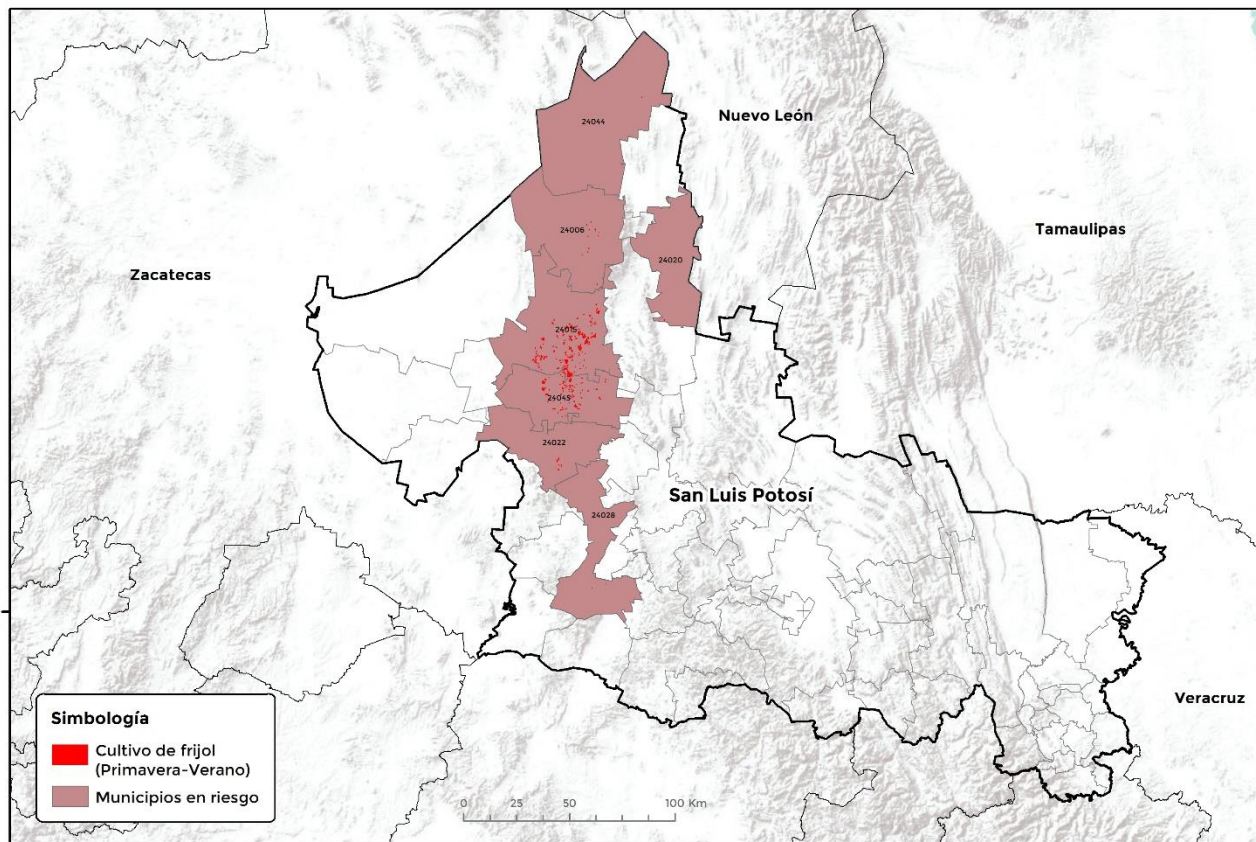 24044
Nuevo León
24006
Tamaulipas
24020
Zacatecas
24015
24045
24022
San Luis Potosí
24028
Veracruz
Simbología
Cultivo de frijol
(Primavera-Verano)
Municipios en riesgo
0 25 50 100 Km